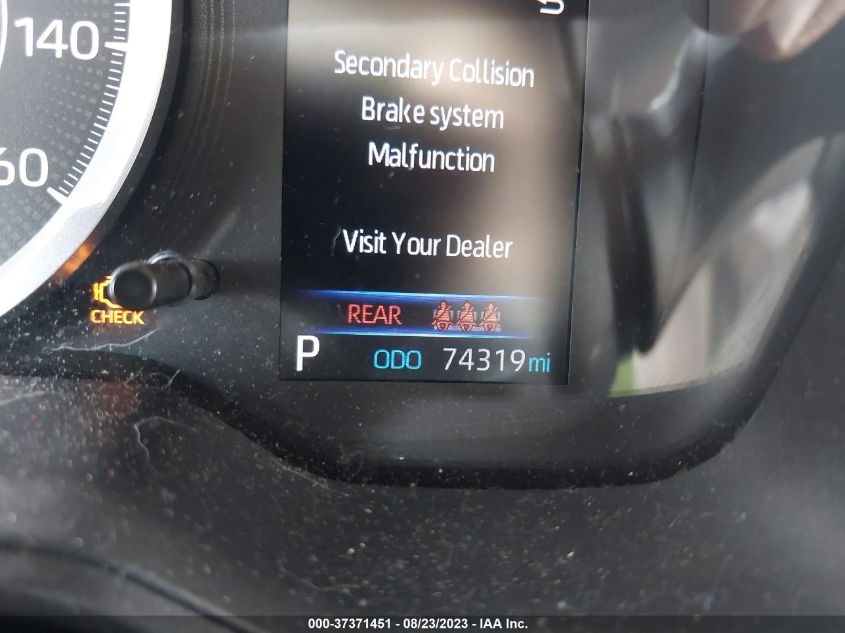 140
60
Secondary Collision
Brake system
Malfunction
Visit Your Dealer
CHECK
REAR
P ODO 74319 mi
000-37371451 - 08/23/2023 - IAA Inc.